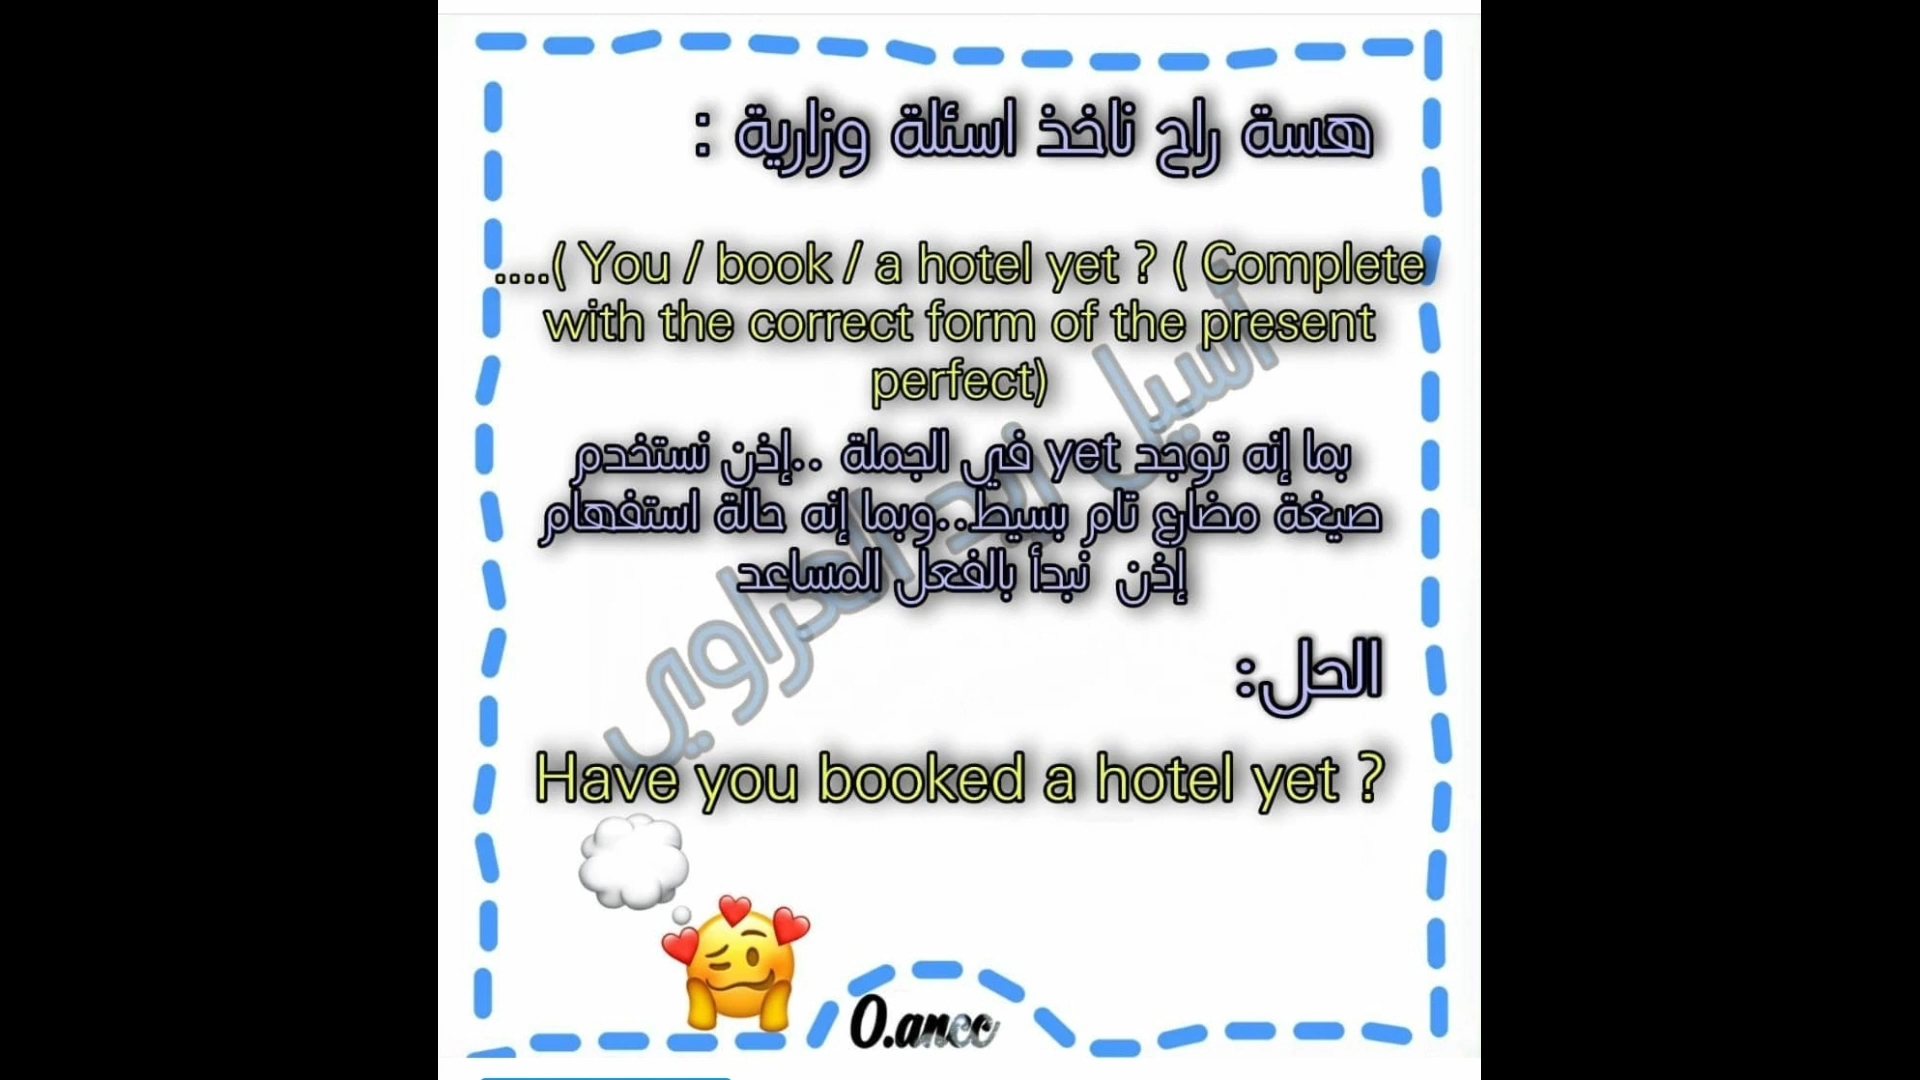 هسة راح ناخذ اسئلة وزارية :
....( You / book / a hotel yet ? ( Complete
with the correct form of the present
perfect)
بما إنه توجد yet في الجملة ..إذن نستخدم
صيغة مضارع تام بسيط..وبما إنه حالة استفهام
إذن نبدأ بالفعل المساعد
الحل:
Have you booked a hotel yet ?